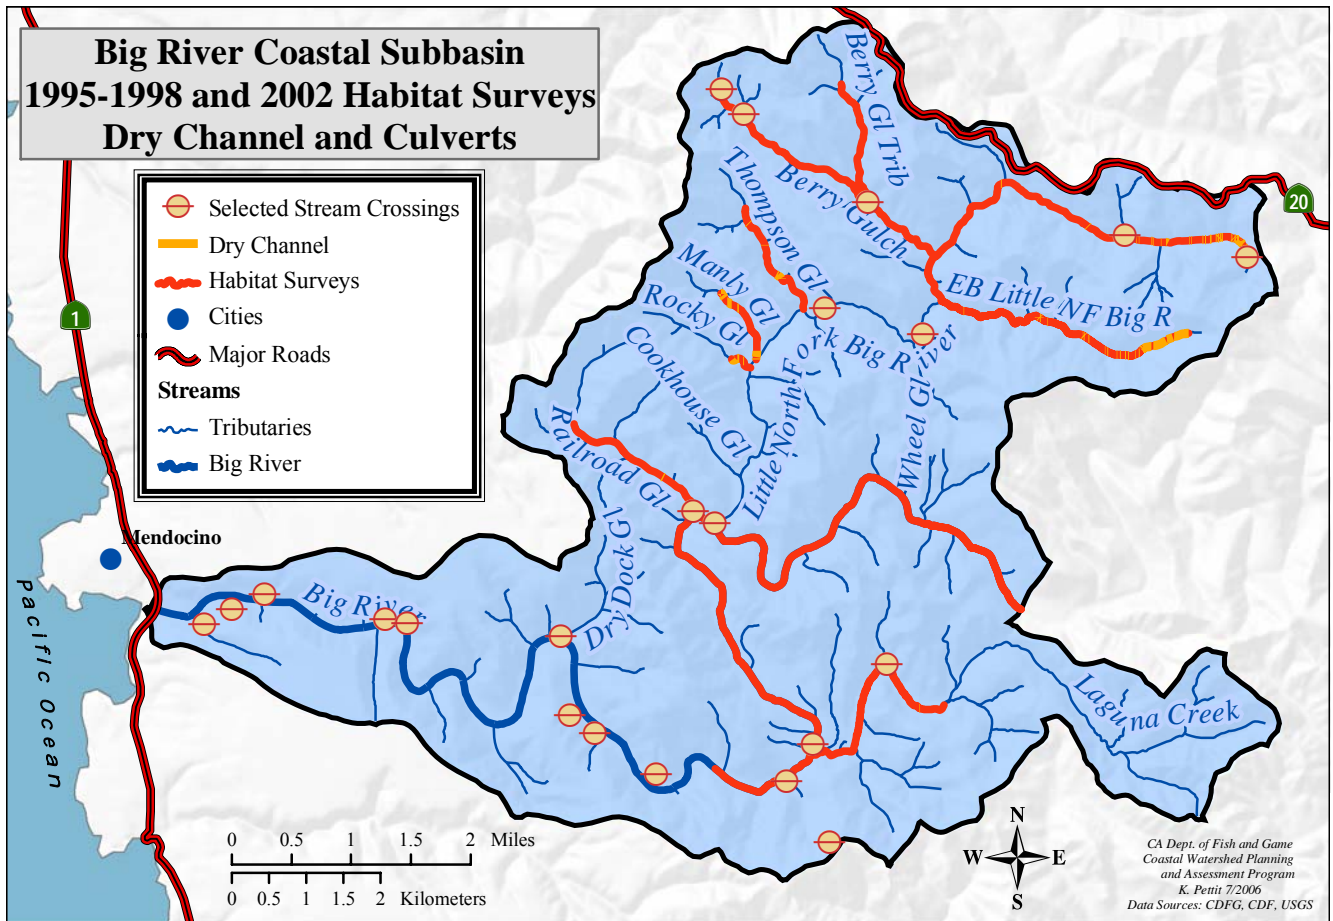 Big River Coastal Subbasin
1995-1998 and 2002 Habitat Surveys
Dry Channel and Culverts
Selected Stream Crossings
Dry Channel
Habitat Surveys
Cities
Major Roads
Streams
Tributaries
Big River
1
20
Berry Gl Trib
Thompson Gl
Berry Gulch
Manly Gl
Rocky Gl
EB Little NF Big R
Cookhouse Gl
Little North Fork Big River
Wheel Gl
Railroad Gl
Dry Dock Gl
Mendocino
Big River
Laguna Creek
Pacific Ocean
0 0.5 1 1.5 2 Miles
0 0.5 1 1.5 2 Kilometers
N
W E
S
CA Dept. of Fish and Game
Coastal Watershed Planning
and Assessment Program
K. Pettit 7/2006
Data Sources: CDFG, CDF, USGS